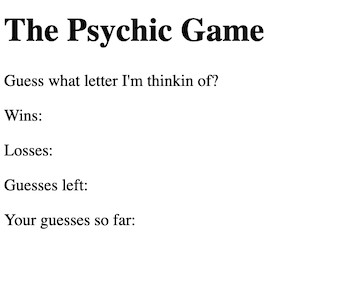 The Psychic Game
Guess what letter I'm thinkin of?
Wins:
Losses:
Guesses left:
Your guesses so far: